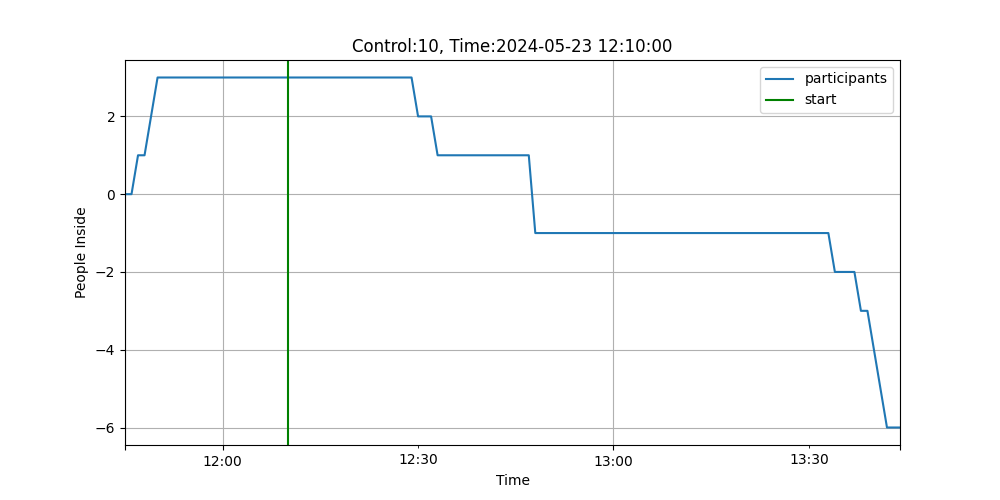 Control:10, Time:2024-05-23 12:10:00
participants
start
2
0
−2
−4
−6
People Inside
12:00
12:30
13:00
13:30
Time